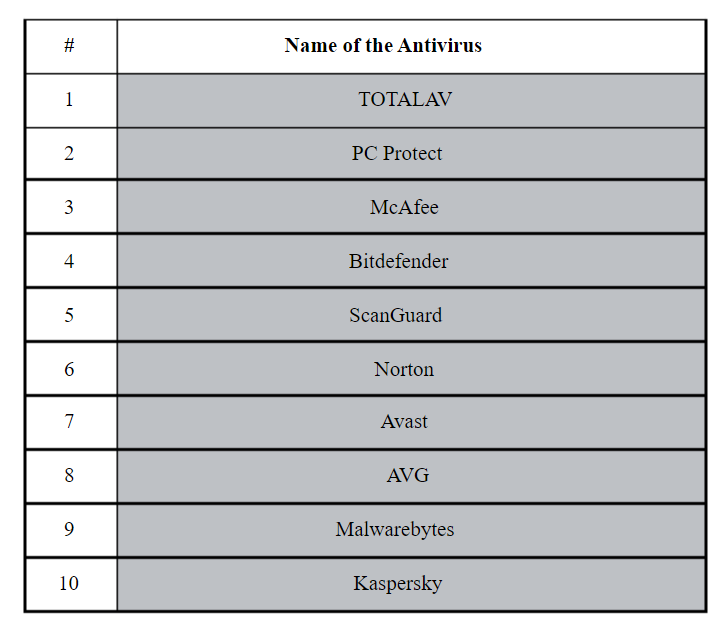 # Name of the Antivirus
1 TOTALAV
2 PC Protect
3 McAfee
4 Bitdefender
5 ScanGuard
6 Norton
7 Avast
8 AVG
9 Malwarebytes
10 Kaspersky